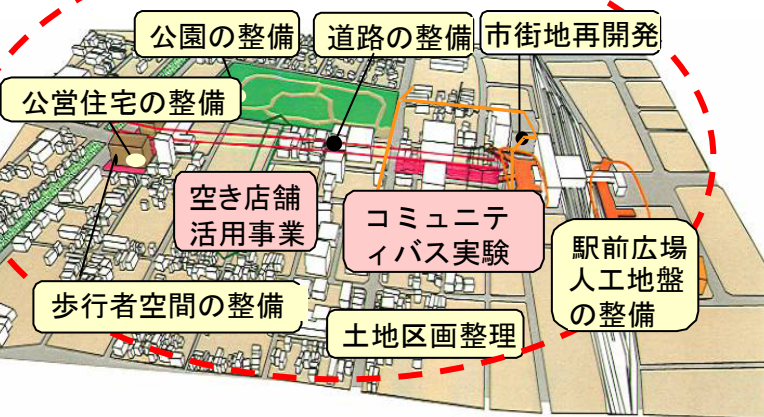 公園の整備
道路の整備
市街地再開発
公営住宅の整備
空き店舗
活用事業
コミュニテ
ィバス実験
駅前広場
人工地盤
の整備
歩行者空間の整備
土地区画整理